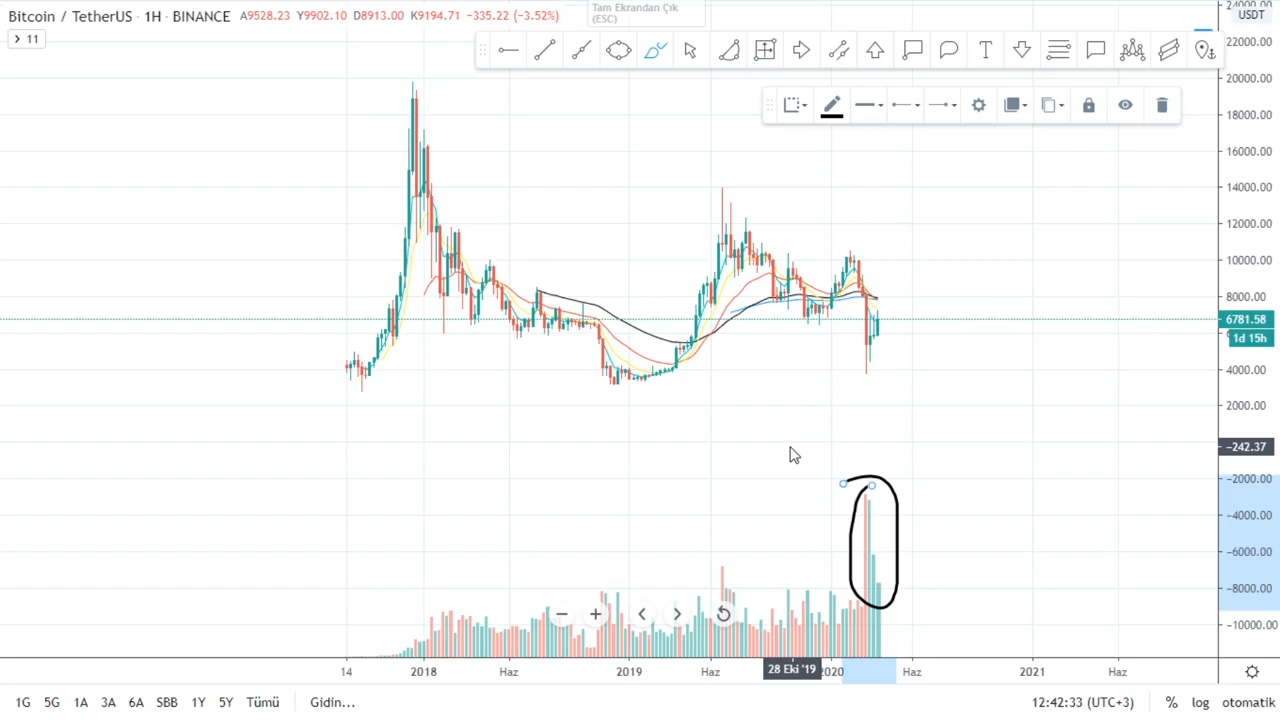 Bitcoin / TetherUS · 1H · BINANCE A9528.23 Y9902.10 D8913.00 K9194.71 −335.22 (−3.52%)
Tam Ekrandan Çık
(ESC)
11
24000.00
USDT
22000.00
20000.00
18000.00
16000.00
14000.00
12000.00
10000.00
8000.00
6781.58
1d 15h
4000.00
2000.00
−242.37
−2000.00
−4000.00
−6000.00
−8000.00
−10000.00
14 2018 Haz 2019 Haz 28 Eki '19 2020 Haz 2021 Haz
1G 5G 1A 3A 6A SBB 1Y 5Y Tümü Gidin... 12:42:33 (UTC+3) % log otomatik